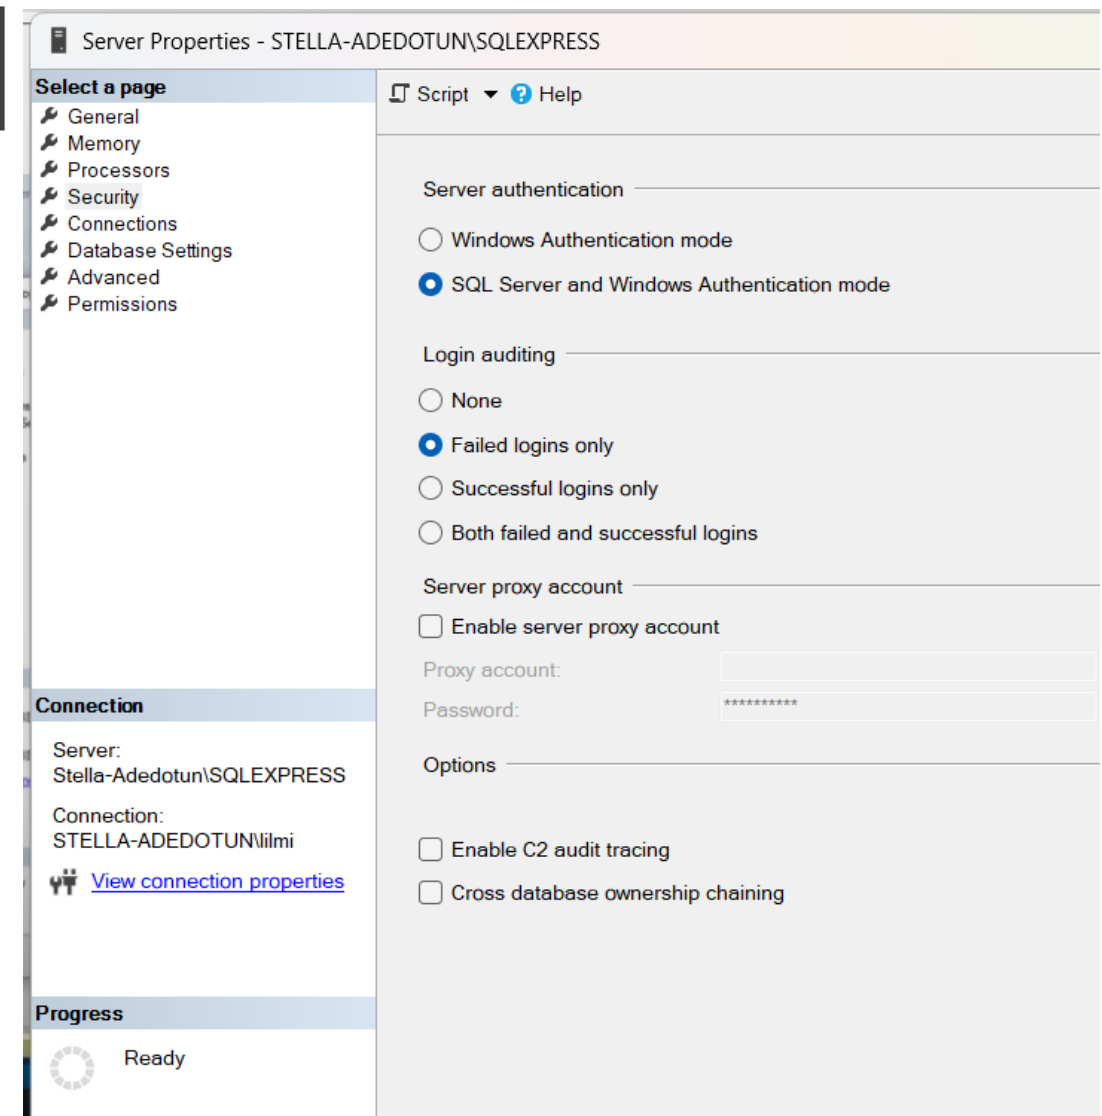 Server Properties - STELLA-ADEDOTUN\SQLEXPRESS
Select a page
General
Memory
Processors
Security
Connections
Database Settings
Advanced
Permissions
Connection
Server:
Stella-Adedotun\SQLEXPRESS
Connection:
STELLA-ADEDOTUN\lilmi
View connection properties
Progress
Ready
Script
Help
Server authentication
Windows Authentication mode
SQL Server and Windows Authentication mode
Login auditing
None
Failed logins only
Successful logins only
Both failed and successful logins
Server proxy account
Enable server proxy account
Proxy account:
Password: **********
Options
Enable C2 audit tracing
Cross database ownership chaining